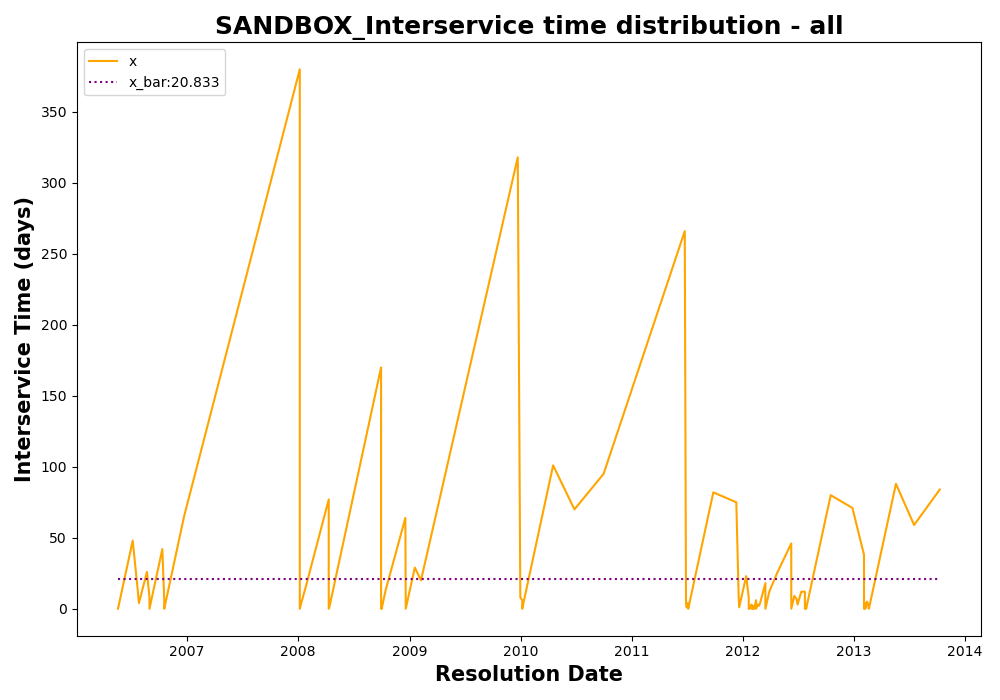 SANDBOX_Interservice time distribution - all
x
x_bar:20.833
Interservice Time (days)
350
300
250
200
150
100
50
0
2007 2008 2009 2010 2011 2012 2013 2014
Resolution Date